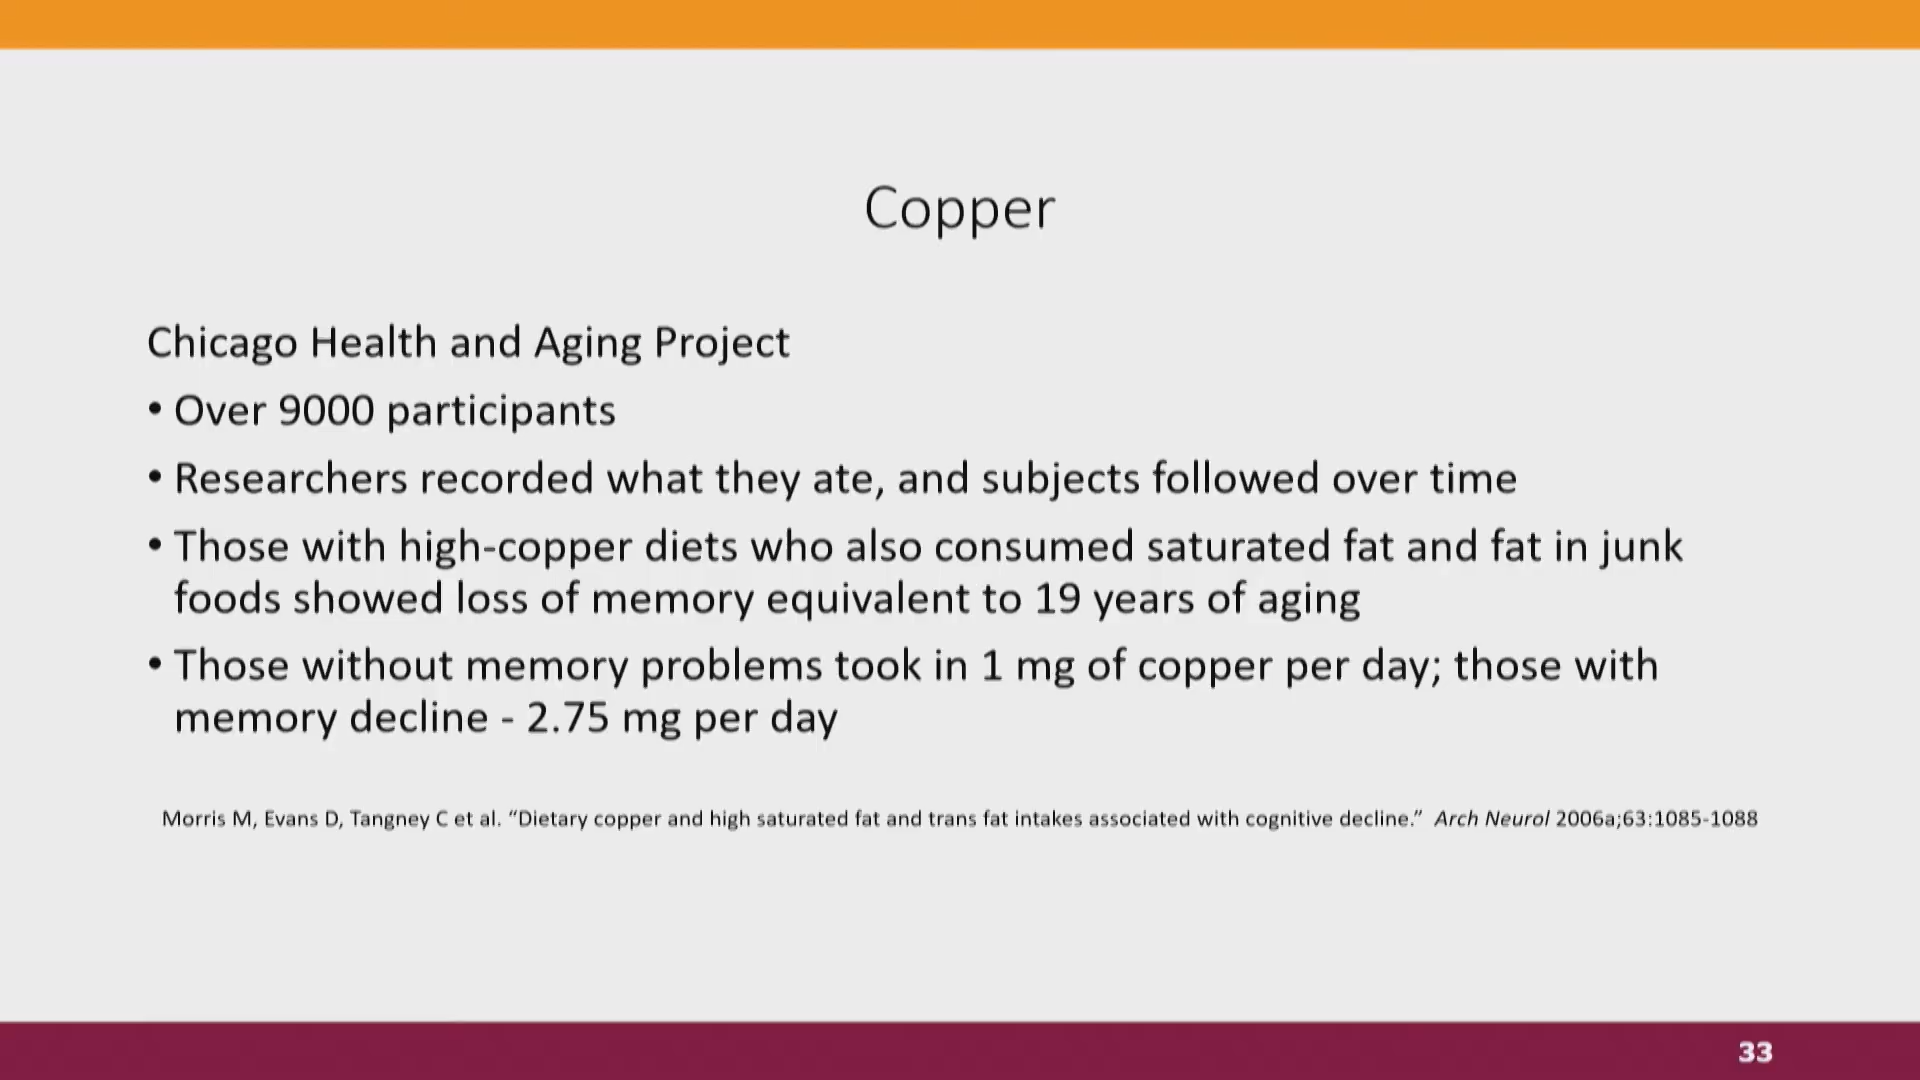 Copper
Chicago Health and Aging Project
• Over 9000 participants
• Researchers recorded what they ate, and subjects followed over time
• Those with high-copper diets who also consumed saturated fat and fat in junk
foods showed loss of memory equivalent to 19 years of aging
• Those without memory problems took in 1 mg of copper per day; those with
memory decline - 2.75 mg per day
Morris M, Evans D, Tangney C et al. “Dietary copper and high saturated fat and trans fat intakes associated with cognitive decline.” Arch Neurol 2006a;63:1085-1088
33